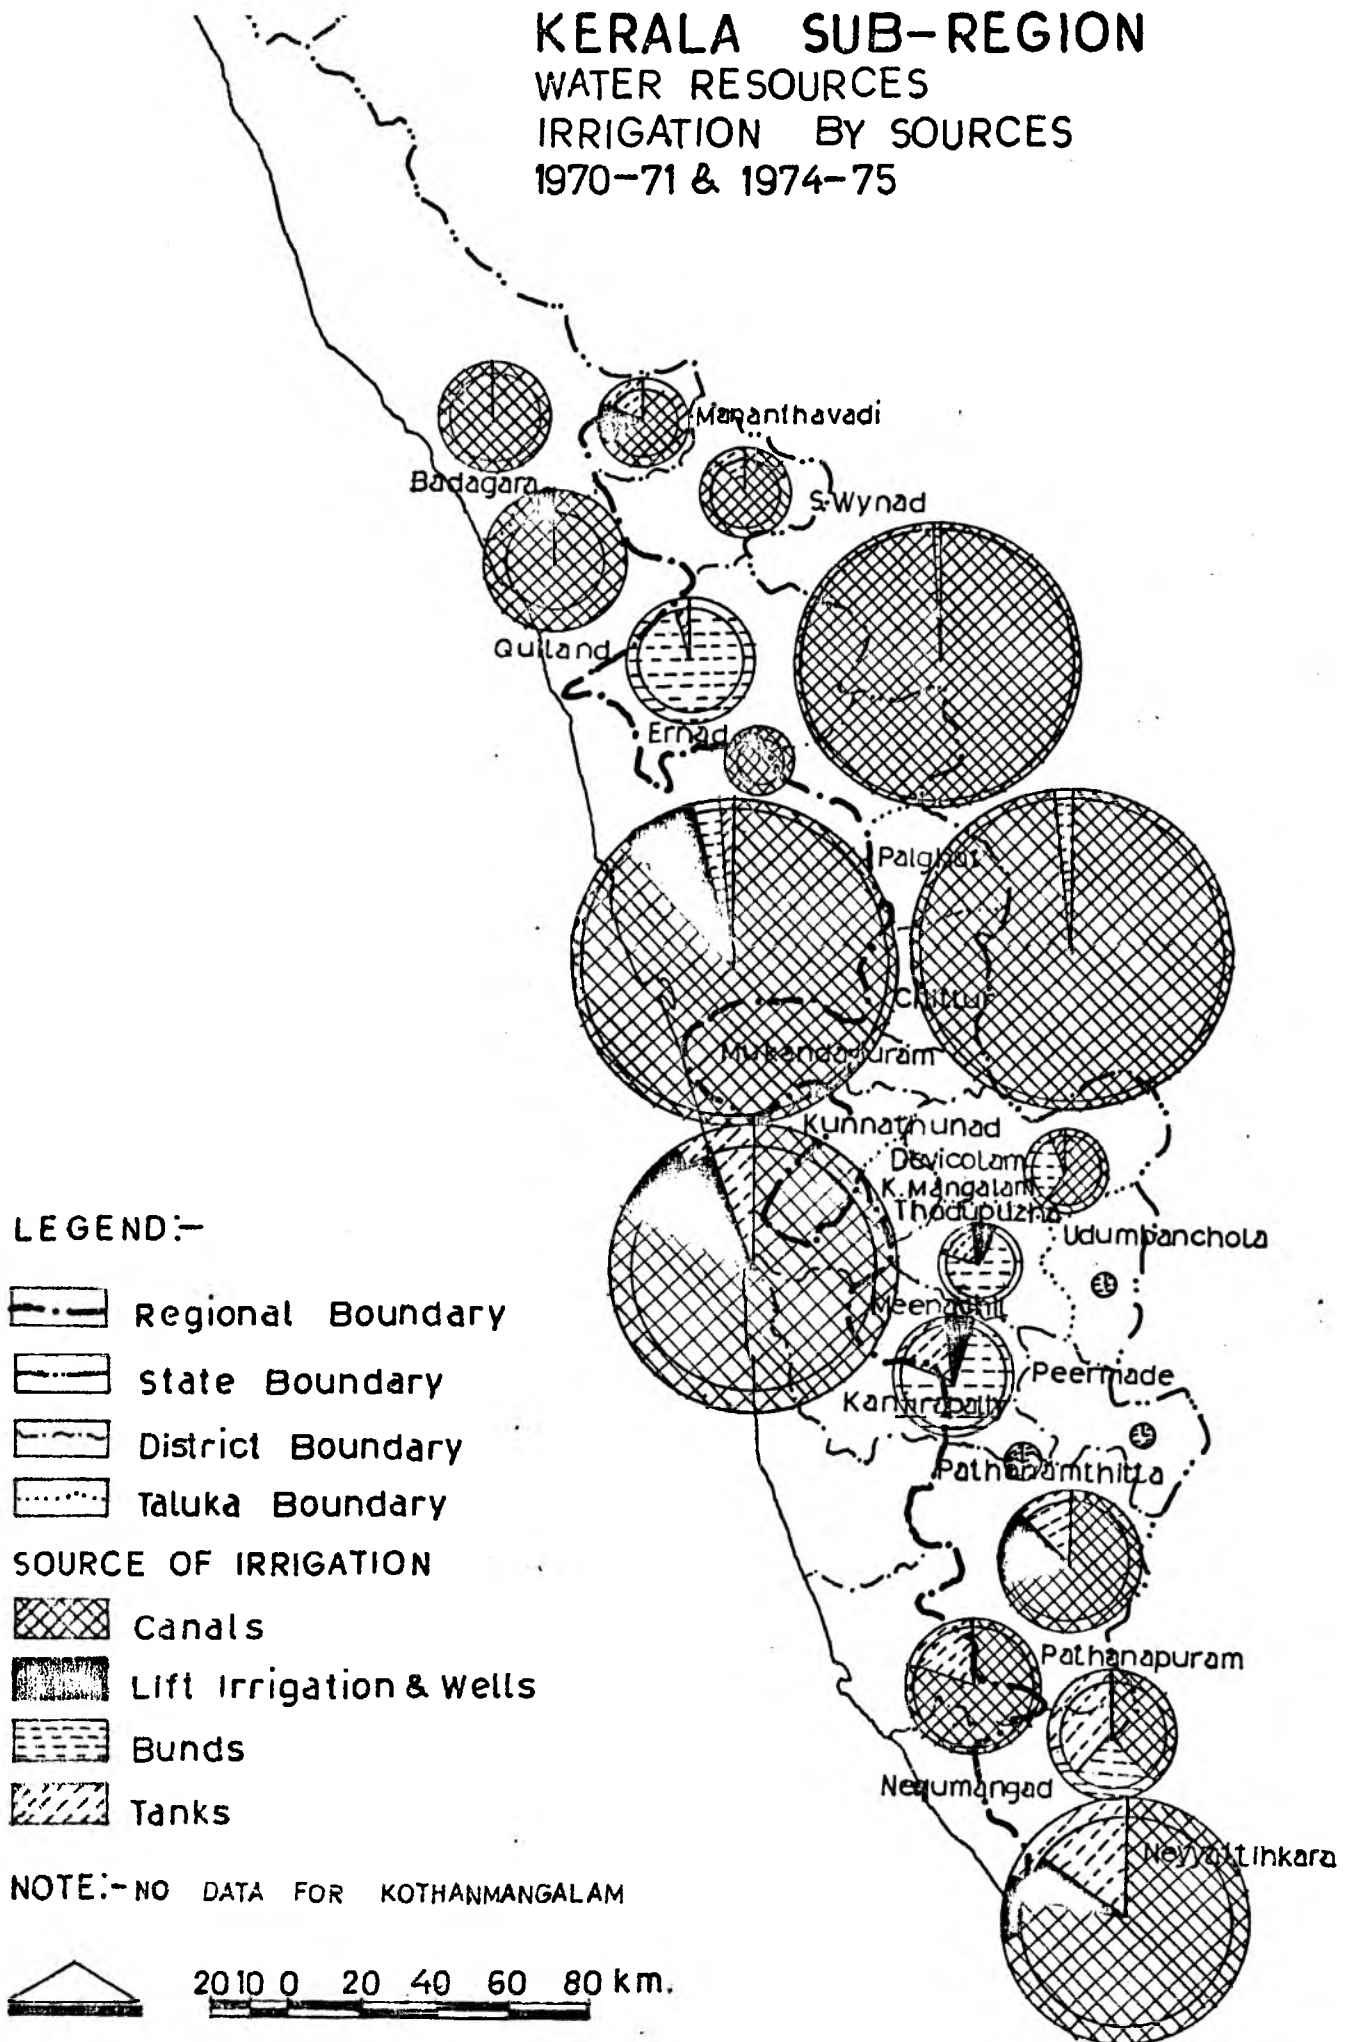 KERALA SUB-REGION
WATER RESOURCES
IRRIGATION BY SOURCES
1970-71 & 1974-75
Mananthavadi
Badagara
S.Wynad
Quiland
Ernad
Palghat
Chittur
Mukandapuram
Kunnathunad
Devicolam
K.Mangalam
Thodupuzha
Udumbanchola
Meenachil
Peermade
Kanjirapally
Pathanamthitta
Pathanapuram
Nequmangad
Neyyattihkara
LEGEND:-
Regional Boundary
State Boundary
District Boundary
Taluka Boundary
SOURCE OF IRRIGATION
Canals
Lift Irrigation & Wells
Bunds
Tanks
NOTE:- NO DATA FOR KOTHANMANGALAM
20 10 0 20 40 60 80 km.